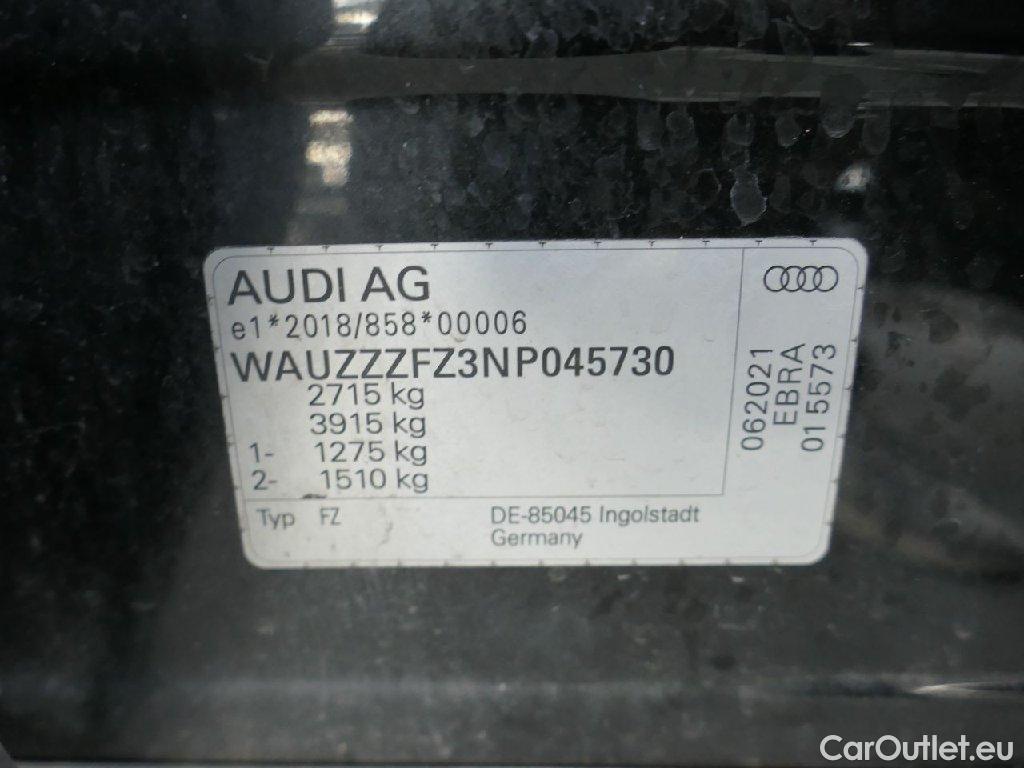 AUDI AG
e1*2018/858*00006
WAUZZZFZ3NP045730
2715 kg
3915 kg
1- 1275 kg
2- 1510 kg
Typ FZ
DE-85045 Ingolstadt
Germany
062021
EBRA
015573
CarOutlet.eu